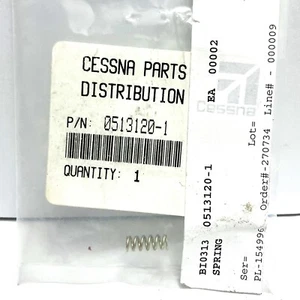 CESSNA PARTS
DISTRIBUTION
P/N: 0513120-1
QUANTITY: 1
Cessna
EA 00002
BI0313 0513120-1
SPRING
Lot=
Ser=
Order#-270734 Line# - 000009
PL-1549996